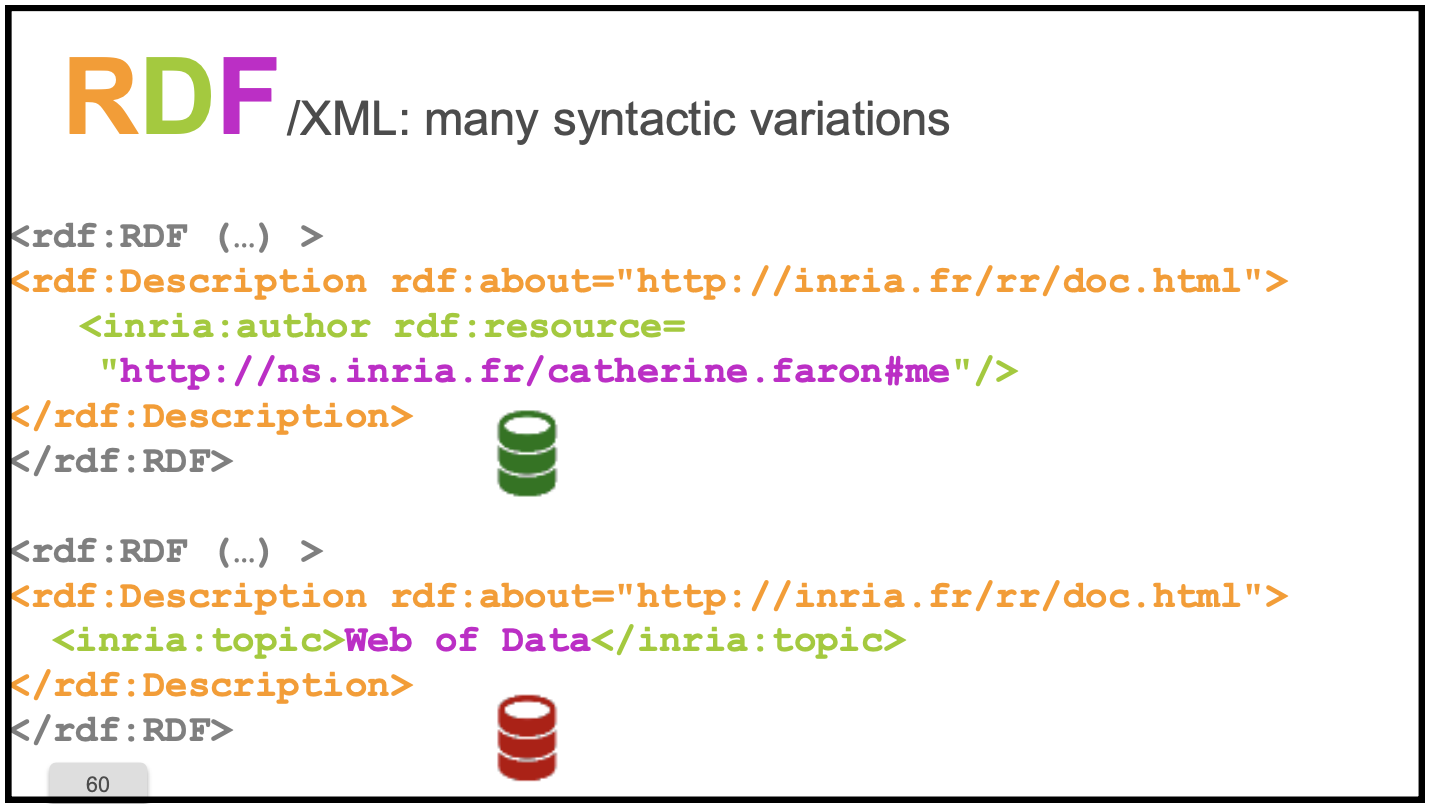 RDF/XML: many syntactic variations
<rdf:RDF (…) >
<rdf:Description rdf:about="http://inria.fr/rr/doc.html">
<inria:author rdf:resource=
"http://ns.inria.fr/catherine.faron#me"/>
</rdf:Description>
</rdf:RDF>
<rdf:RDF (…) >
<rdf:Description rdf:about="http://inria.fr/rr/doc.html">
<inria:topic>Web of Data</inria:topic>
</rdf:Description>
</rdf:RDF>
60